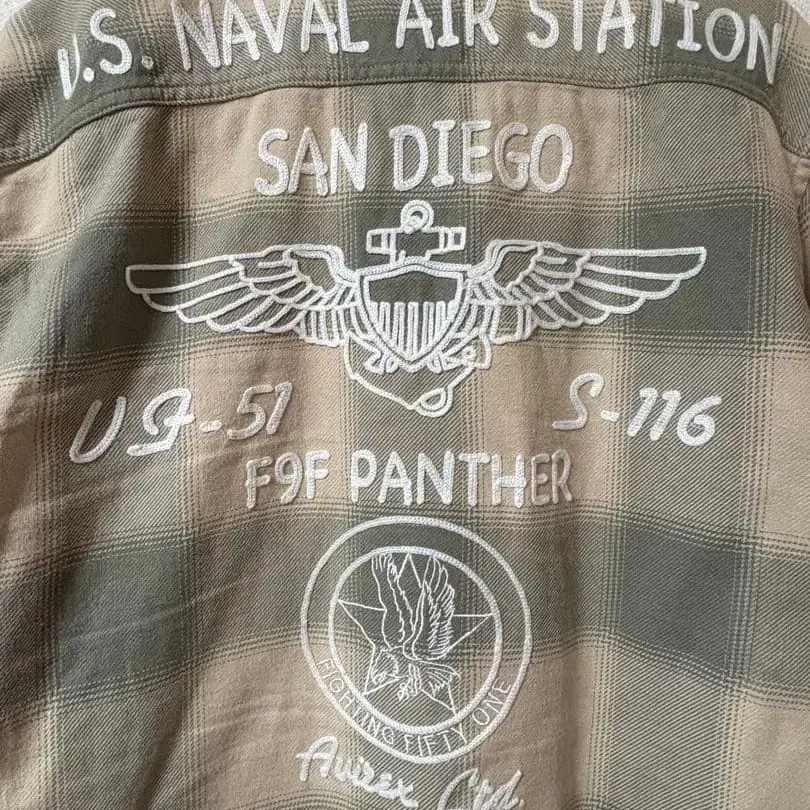 U.S. NAVAL AIR STATION
SAN DIEGO
VF-51 S-116
F9F PANTHER
FIGHTING FIFTY ONE
Avirex Ltd.